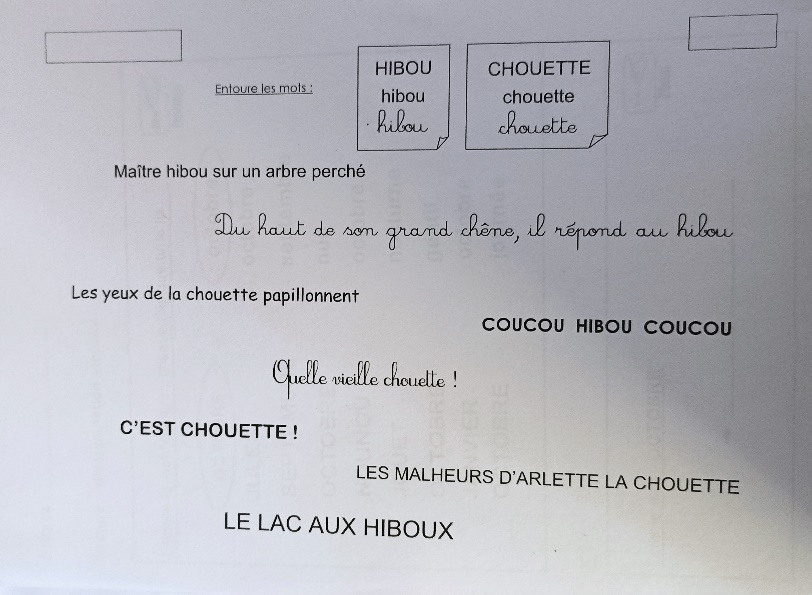 Entoure les mots :
HIBOU
hibou
hibou
CHOUETTE
chouette
chouette
Maître hibou sur un arbre perché
Du haut de son grand chêne, il répond au hibou
Les yeux de la chouette papillonnent
COUCOU HIBOU COUCOU
Quelle vieille chouette !
C'EST CHOUETTE !
LES MALHEURS D'ARLETTE LA CHOUETTE
LE LAC AUX HIBOUX